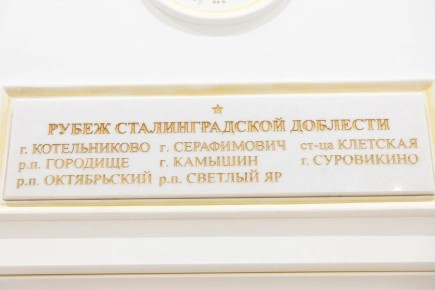 РУБЕЖ СТАЛИНГРАДСКОЙ ДОБЛЕСТИ
г. КОТЕЛЬНИКОВО г. СЕРАФИМОВИЧ ст-ца КЛЕТСКАЯ
р.п. ГОРОДИЩЕ г. КАМЫШИН г. СУРОВИКИНО
р.п. ОКТЯБРЬСКИЙ р.п. СВЕТЛЫЙ ЯР